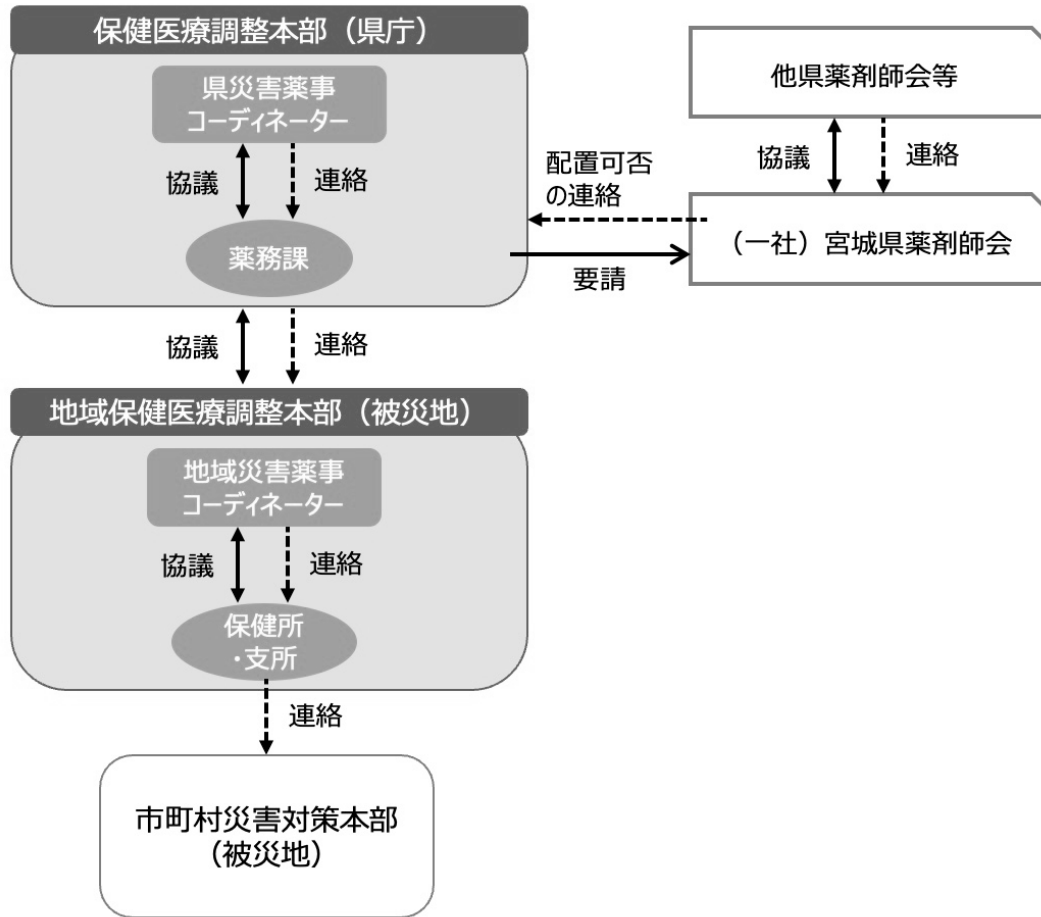 保健医療調整本部（県庁）
県災害薬事
コーディネーター
協議
連絡
薬務課
他県薬剤師会等
協議
連絡
配置可否
の連絡
（一社）宮城県薬剤師会
要請
協議
連絡
地域保健医療調整本部（被災地）
地域災害薬事
コーディネーター
協議
連絡
保健所
・支所
連絡
市町村災害対策本部
（被災地）